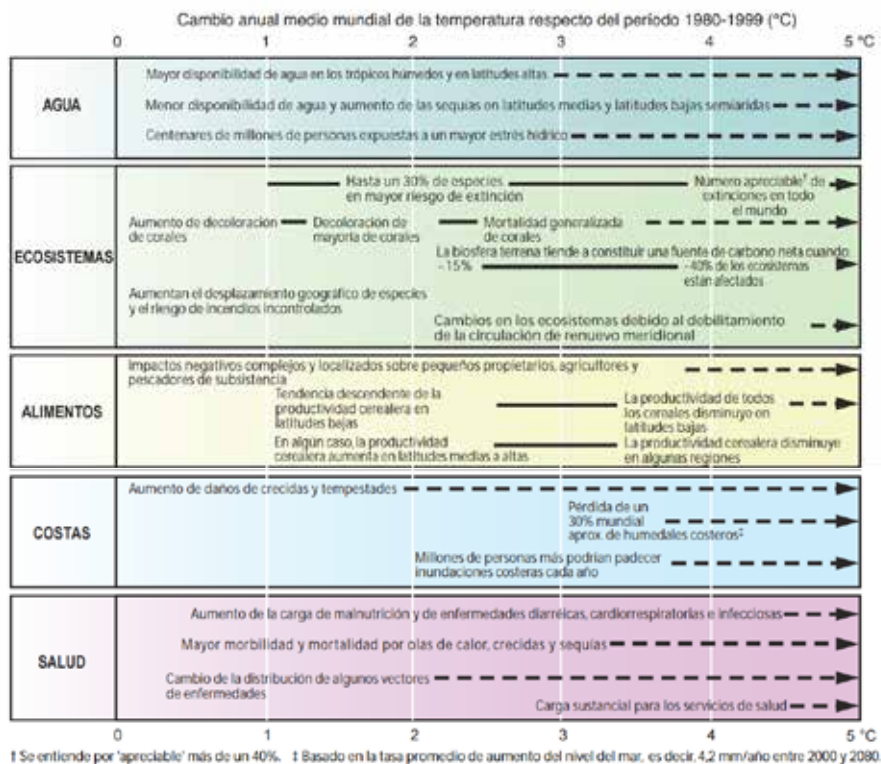 Cambio anual medio mundial de la temperatura respecto del período 1980-1999 (°C)
0 1 2 3 4 5 °C
AGUA
Mayor disponibilidad de agua en los trópicos húmedos y en latitudes altas
Menor disponibilidad de agua y aumento de las sequías en latitudes medias y latitudes bajas semiáridas
Centenares de millones de personas expuestas a un mayor estrés hídrico
ECOSISTEMAS
Hasta un 30% de especies
en mayor riesgo de extinción
Número apreciable† de
extinciones en todo
el mundo
Aumento de decoloración
de corales
Decoloración de
mayoría de corales
Mortalidad generalizada
de corales
La biosfera terrena tiende a constituir una fuente de carbono neta cuando
~15%
~40% de los ecosistemas
están afectados
Aumentan el desplazamiento geográfico de especies
y el riesgo de incendios incontrolados
Cambios en los ecosistemas debido al debilitamiento
de la circulación de renuevo meridional
ALIMENTOS
Impactos negativos complejos y localizados sobre pequeños propietarios, agricultores y
pescadores de subsistencia
Tendencia descendente de la
productividad cerealera en
latitudes bajas
La productividad de todos
los cereales disminuye en
latitudes bajas
En algún caso, la productividad
cerealera aumenta en latitudes medias a altas
La productividad cerealera disminuye
en algunas regiones
COSTAS
Aumento de daños de crecidas y tempestades
Pérdida de un
30% mundial
aprox. de humedales costeros‡
Millones de personas más podrían padecer
inundaciones costeras cada año
SALUD
Aumento de la carga de malnutrición y de enfermedades diarréicas, cardiorrespiratorias e infecciosas
Mayor morbilidad y mortalidad por olas de calor, crecidas y sequías
Cambio de la distribución de algunos vectores
de enfermedades
Carga sustancial para los servicios de salud
0 1 2 3 4 5 °C
† Se entiende por 'apreciable' más de un 40%. ‡ Basado en la tasa promedio de aumento del nivel del mar, es decir, 4,2 mm/año entre 2000 y 2080.